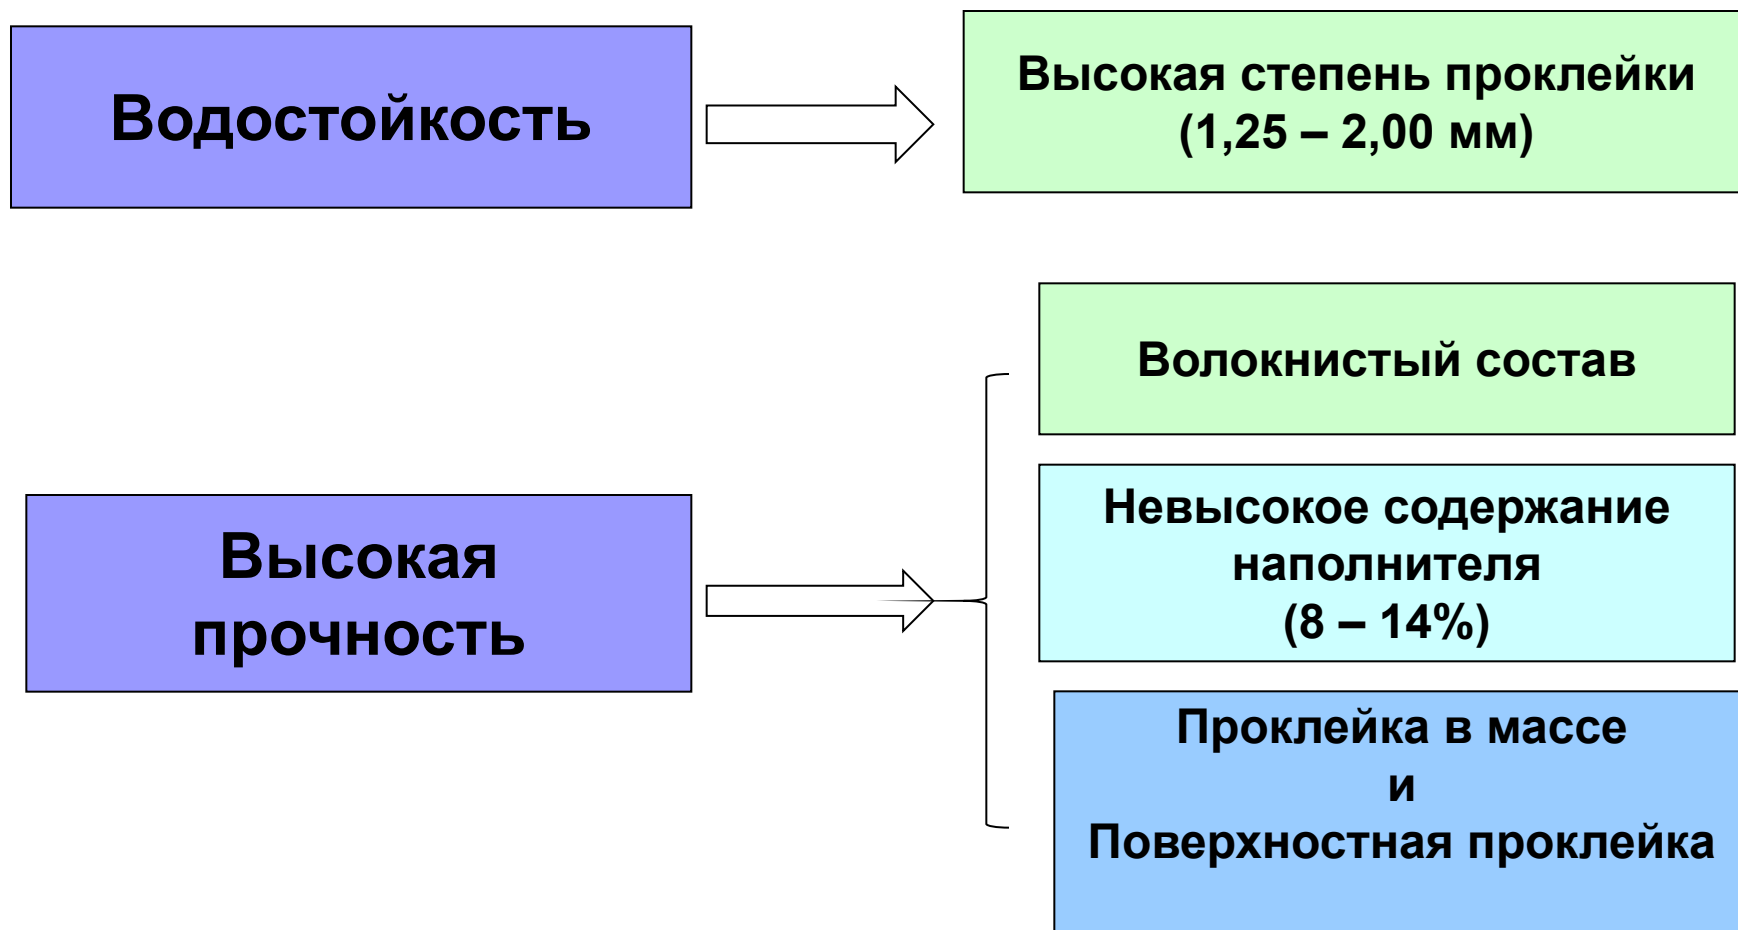 Водостойкость
Высокая степень проклейки
(1,25 – 2,00 мм)
Волокнистый состав
Высокая
прочность
Невысокое содержание
наполнителя
(8 – 14%)
Проклейка в массе
и
Поверхностная проклейка